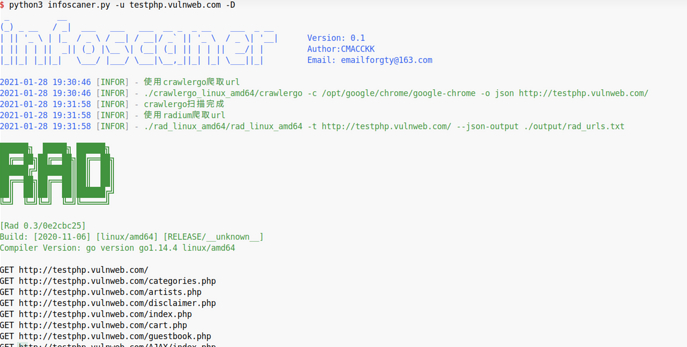 $ python3 infoscaner.py -u testphp.vulnweb.com -D
Version: 0.1
Author:CMACCKK
Email: emailforgty@163.com
2021-01-28 19:30:46 [INFOR] - 使用crawlergo爬取url
2021-01-28 19:30:46 [INFOR] - ./crawlergo_linux_amd64/crawlergo -c /opt/google/chrome/google-chrome -o json http://testphp.vulnweb.com/
2021-01-28 19:31:58 [INFOR] - crawlergo扫描完成
2021-01-28 19:31:58 [INFOR] - 使用radium爬取url
2021-01-28 19:31:58 [INFOR] - ./rad_linux_amd64/rad_linux_amd64 -t http://testphp.vulnweb.com/ --json-output ./output/rad_urls.txt
RAD
[Rad 0.3/0e2cbc25]
Build: [2020-11-06] [linux/amd64] [RELEASE/__unknown__]
Compiler Version: go version go1.14.4 linux/amd64
GET http://testphp.vulnweb.com/
GET http://testphp.vulnweb.com/categories.php
GET http://testphp.vulnweb.com/artists.php
GET http://testphp.vulnweb.com/disclaimer.php
GET http://testphp.vulnweb.com/index.php
GET http://testphp.vulnweb.com/cart.php
GET http://testphp.vulnweb.com/guestbook.php
GET http://testphp.vulnweb.com/AJAX/index.php